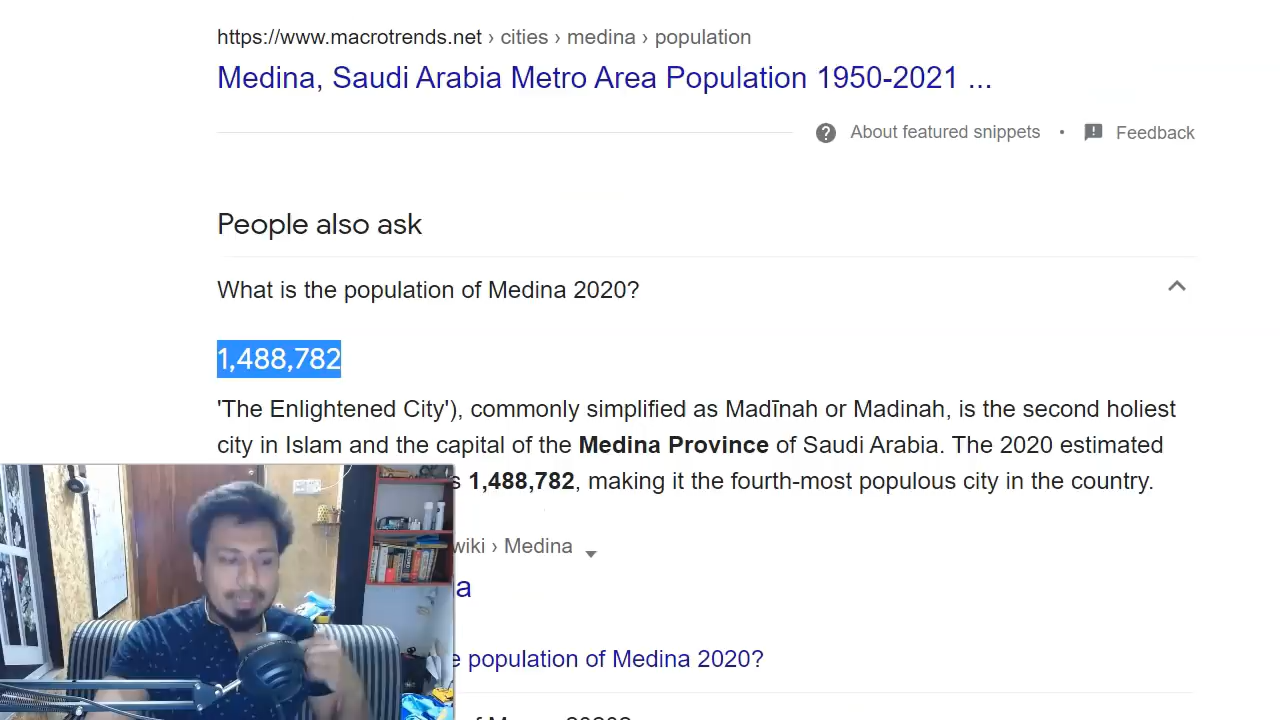 https://www.macrotrends.net › cities › medina › population
Medina, Saudi Arabia Metro Area Population 1950-2021 ...
About featured snippets • Feedback
People also ask
What is the population of Medina 2020?
1,488,782
'The Enlightened City'), commonly simplified as Madīnah or Madinah, is the second holiest
city in Islam and the capital of the Medina Province of Saudi Arabia. The 2020 estimated
1,488,782, making it the fourth-most populous city in the country.
wiki › Medina
population of Medina 2020?